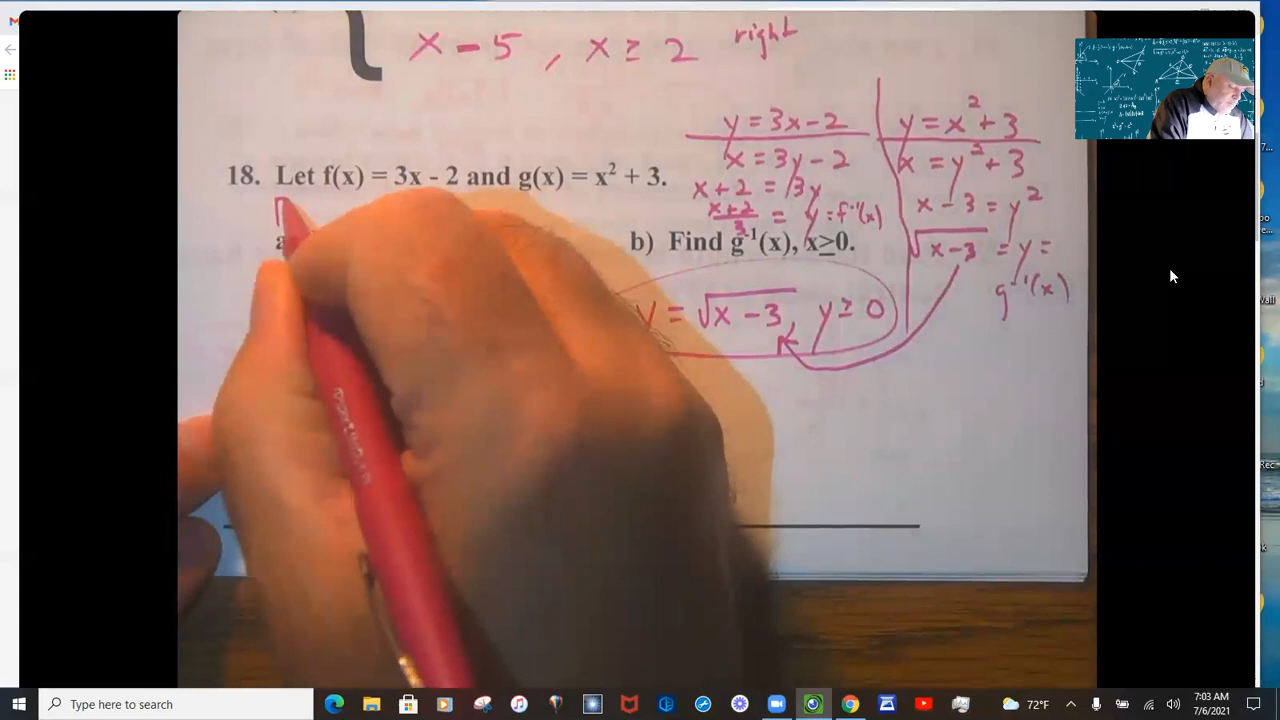 x - 5 , x ≥ 2 right
y = 3x - 2
x = 3y - 2
x + 2 = 3y
x + 2 / 3 = y = f⁻¹(x)
y = x² + 3
x = y² + 3
x - 3 = y²
√x - 3 = y =
g⁻¹(x)
18. Let f(x) = 3x - 2 and g(x) = x² + 3.
b) Find g⁻¹(x), x≥0.
y = √x - 3, y ≥ 0
Type here to search
72°F
7:03 AM
7/6/2021